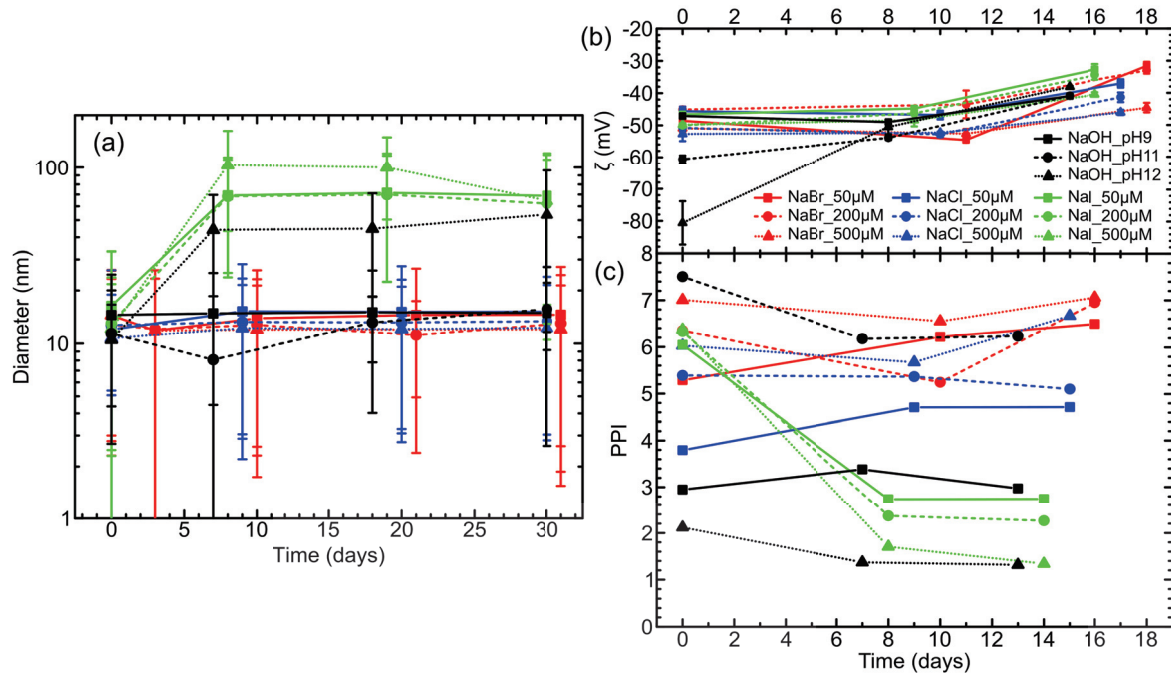 (a)
Diameter (nm)
100
10
1
0 5 10 15 20 25 30
Time (days)
0 2 4 6 8 10 12 14 16 18
(b)
ζ (mV)
-20
-30
-40
-50
-60
-70
-80
NaOH_pH9
NaOH_pH11
NaOH_pH12
NaBr_50μM NaCl_50μM NaI_50μM
NaBr_200μM NaCl_200μM NaI_200μM
NaBr_500μM NaCl_500μM NaI_500μM
(c)
PPI
8
7
6
5
4
3
2
1
0
0 2 4 6 8 10 12 14 16 18
Time (days)